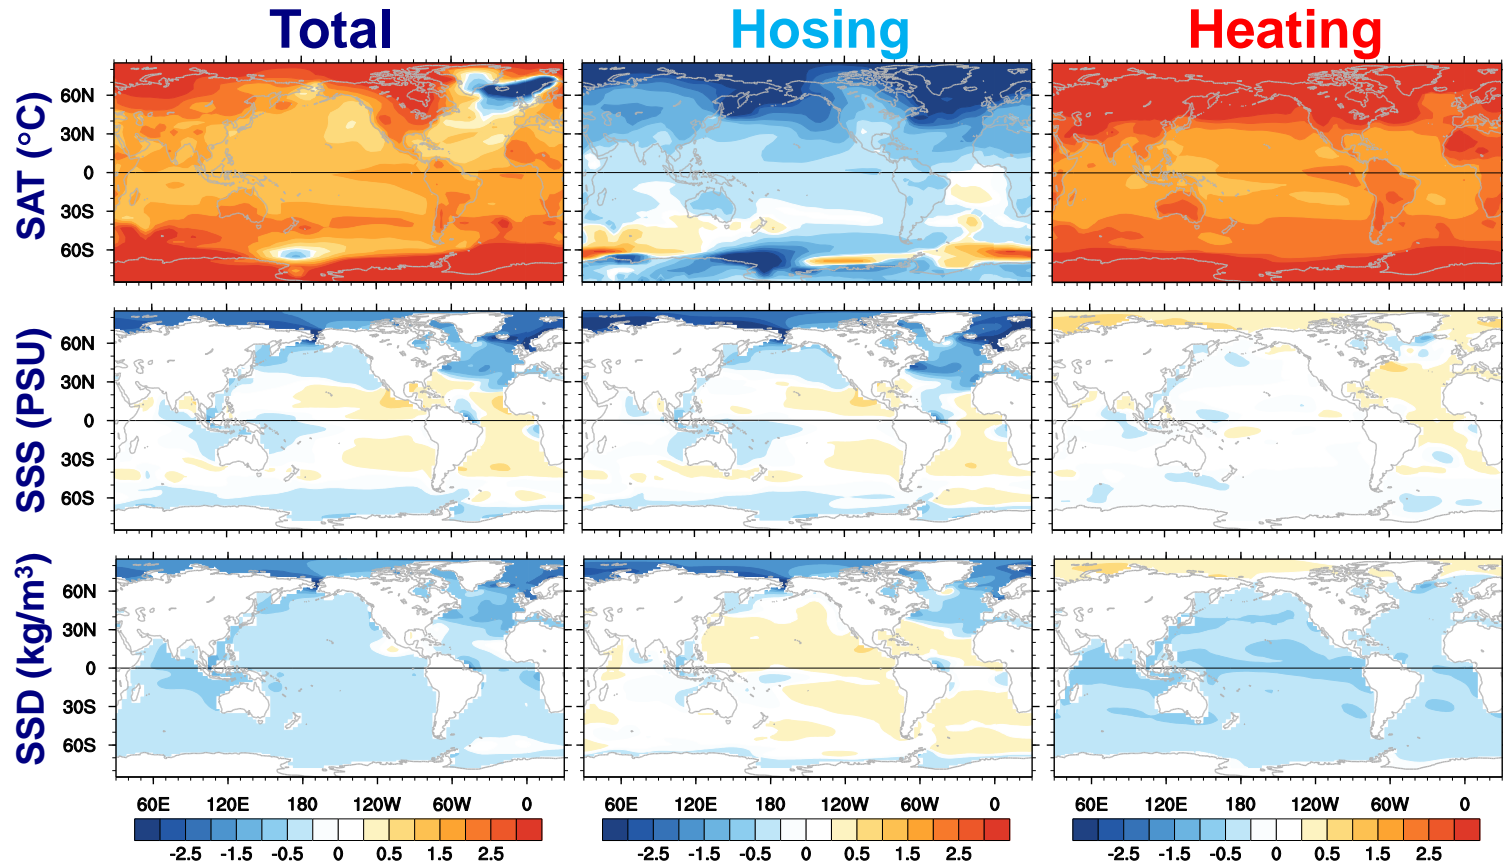 Total Hosing Heating
SAT (°C)
60N
30N
0
30S
60S
SSS (PSU)
60N
30N
0
30S
60S
SSD (kg/m³)
60N
30N
0
30S
60S
60E 120E 180 120W 60W 0 60E 120E 180 120W 60W 0 60E 120E 180 120W 60W 0
-2.5 -1.5 -0.5 0 0.5 1.5 2.5 -2.5 -1.5 -0.5 0 0.5 1.5 2.5 -2.5 -1.5 -0.5 0 0.5 1.5 2.5